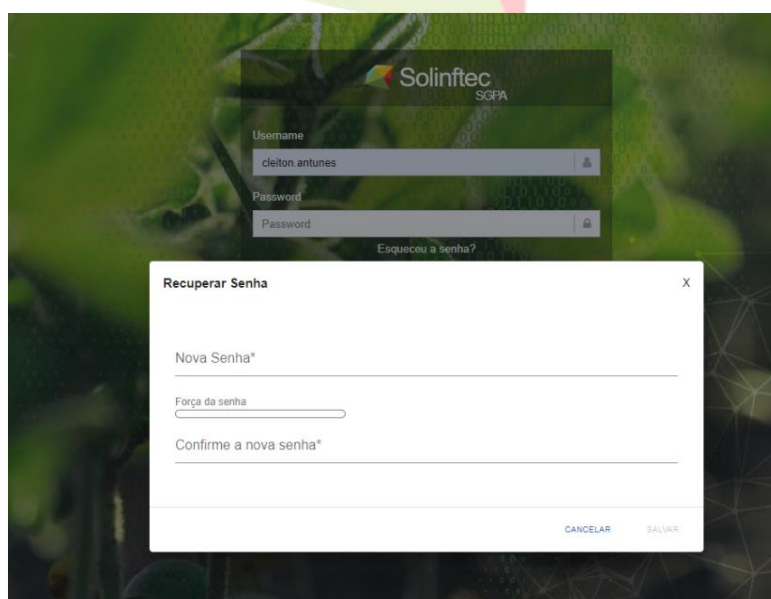 Solinftec
SGPA
Username
cleiton antunes
Password
Password
Esqueceu a senha?
Recuperar Senha
X
Nova Senha*
Força da senha
Confirme a nova senha*
CANCELAR
SALVAR